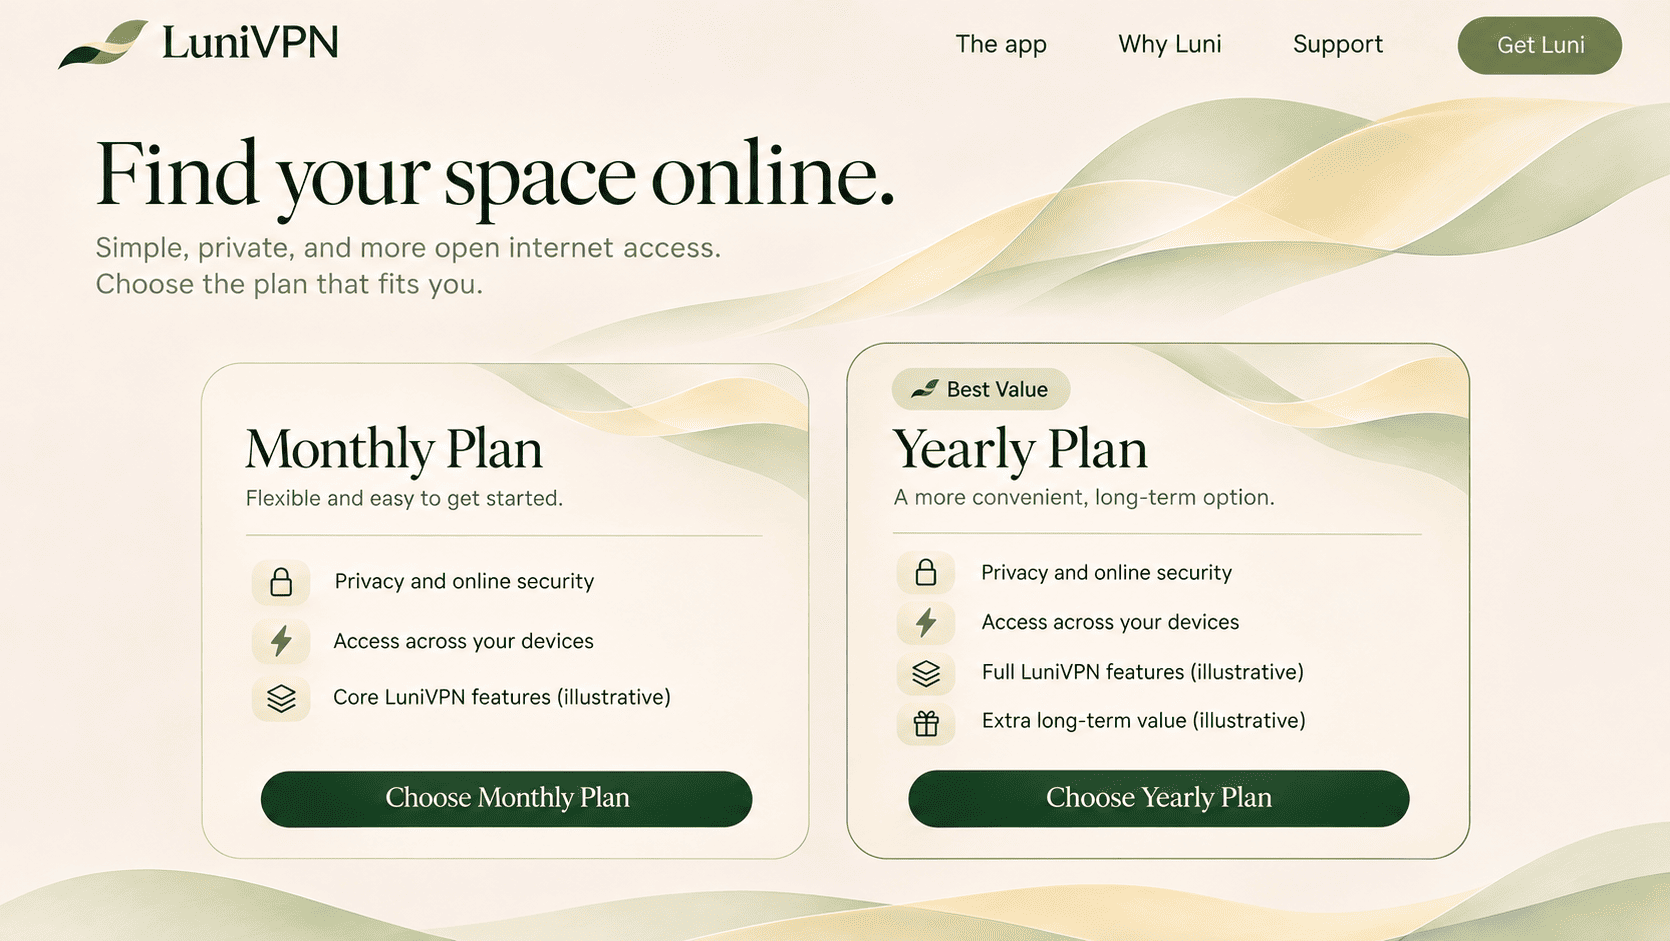 LuniVPN
The app
Why Luni
Support
Get Luni
Find your space online.
Simple, private, and more open internet access.
Choose the plan that fits you.
Monthly Plan
Flexible and easy to get started.
Privacy and online security
Access across your devices
Core LuniVPN features (illustrative)
Choose Monthly Plan
Best Value
Yearly Plan
A more convenient, long-term option.
Privacy and online security
Access across your devices
Full LuniVPN features (illustrative)
Extra long-term value (illustrative)
Choose Yearly Plan